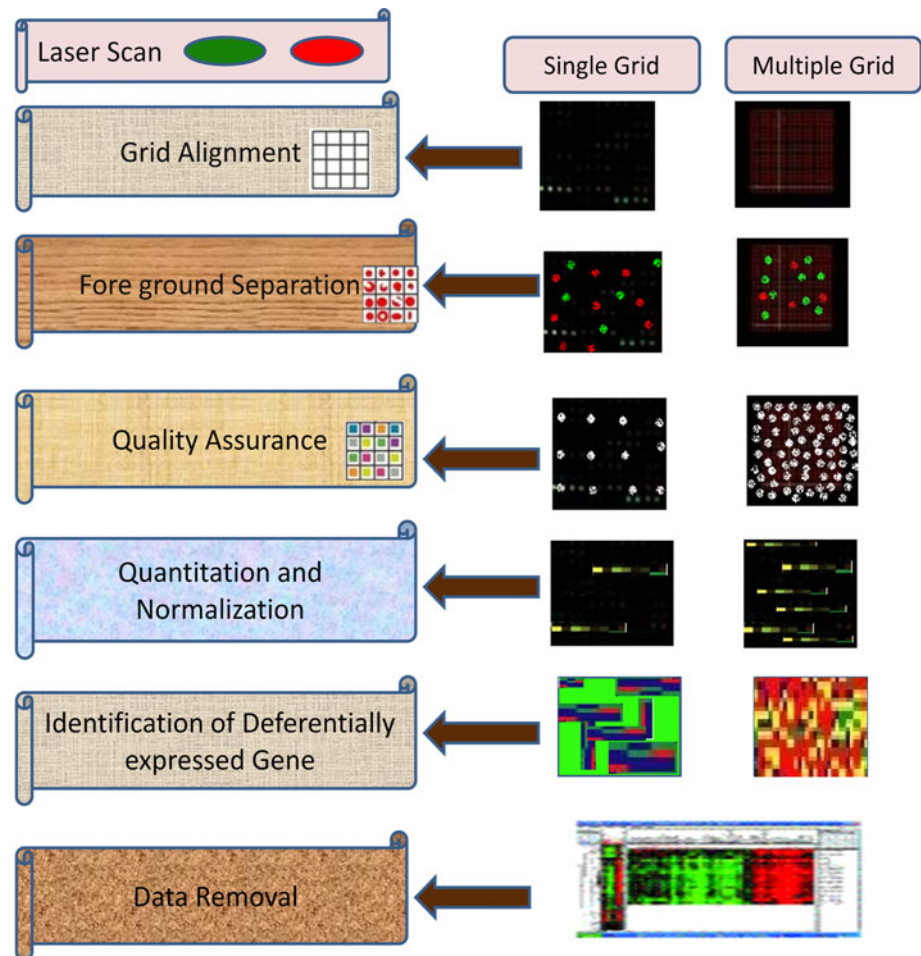 Laser Scan
Single Grid
Multiple Grid
Grid Alignment
Fore ground Separation
Quality Assurance
Quantitation and
Normalization
Identification of Deferentially
expressed Gene
Data Removal